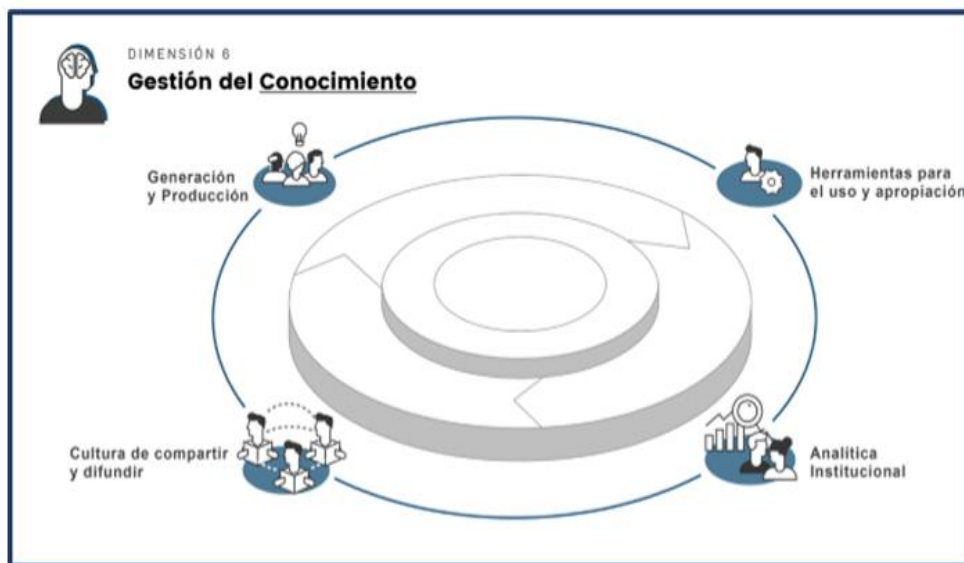 DIMENSIÓN 6
Gestión del Conocimiento
Generación
y Producción
Herramientas para
el uso y apropiación
Cultura de compartir
y difundir
Analítica
Institucional